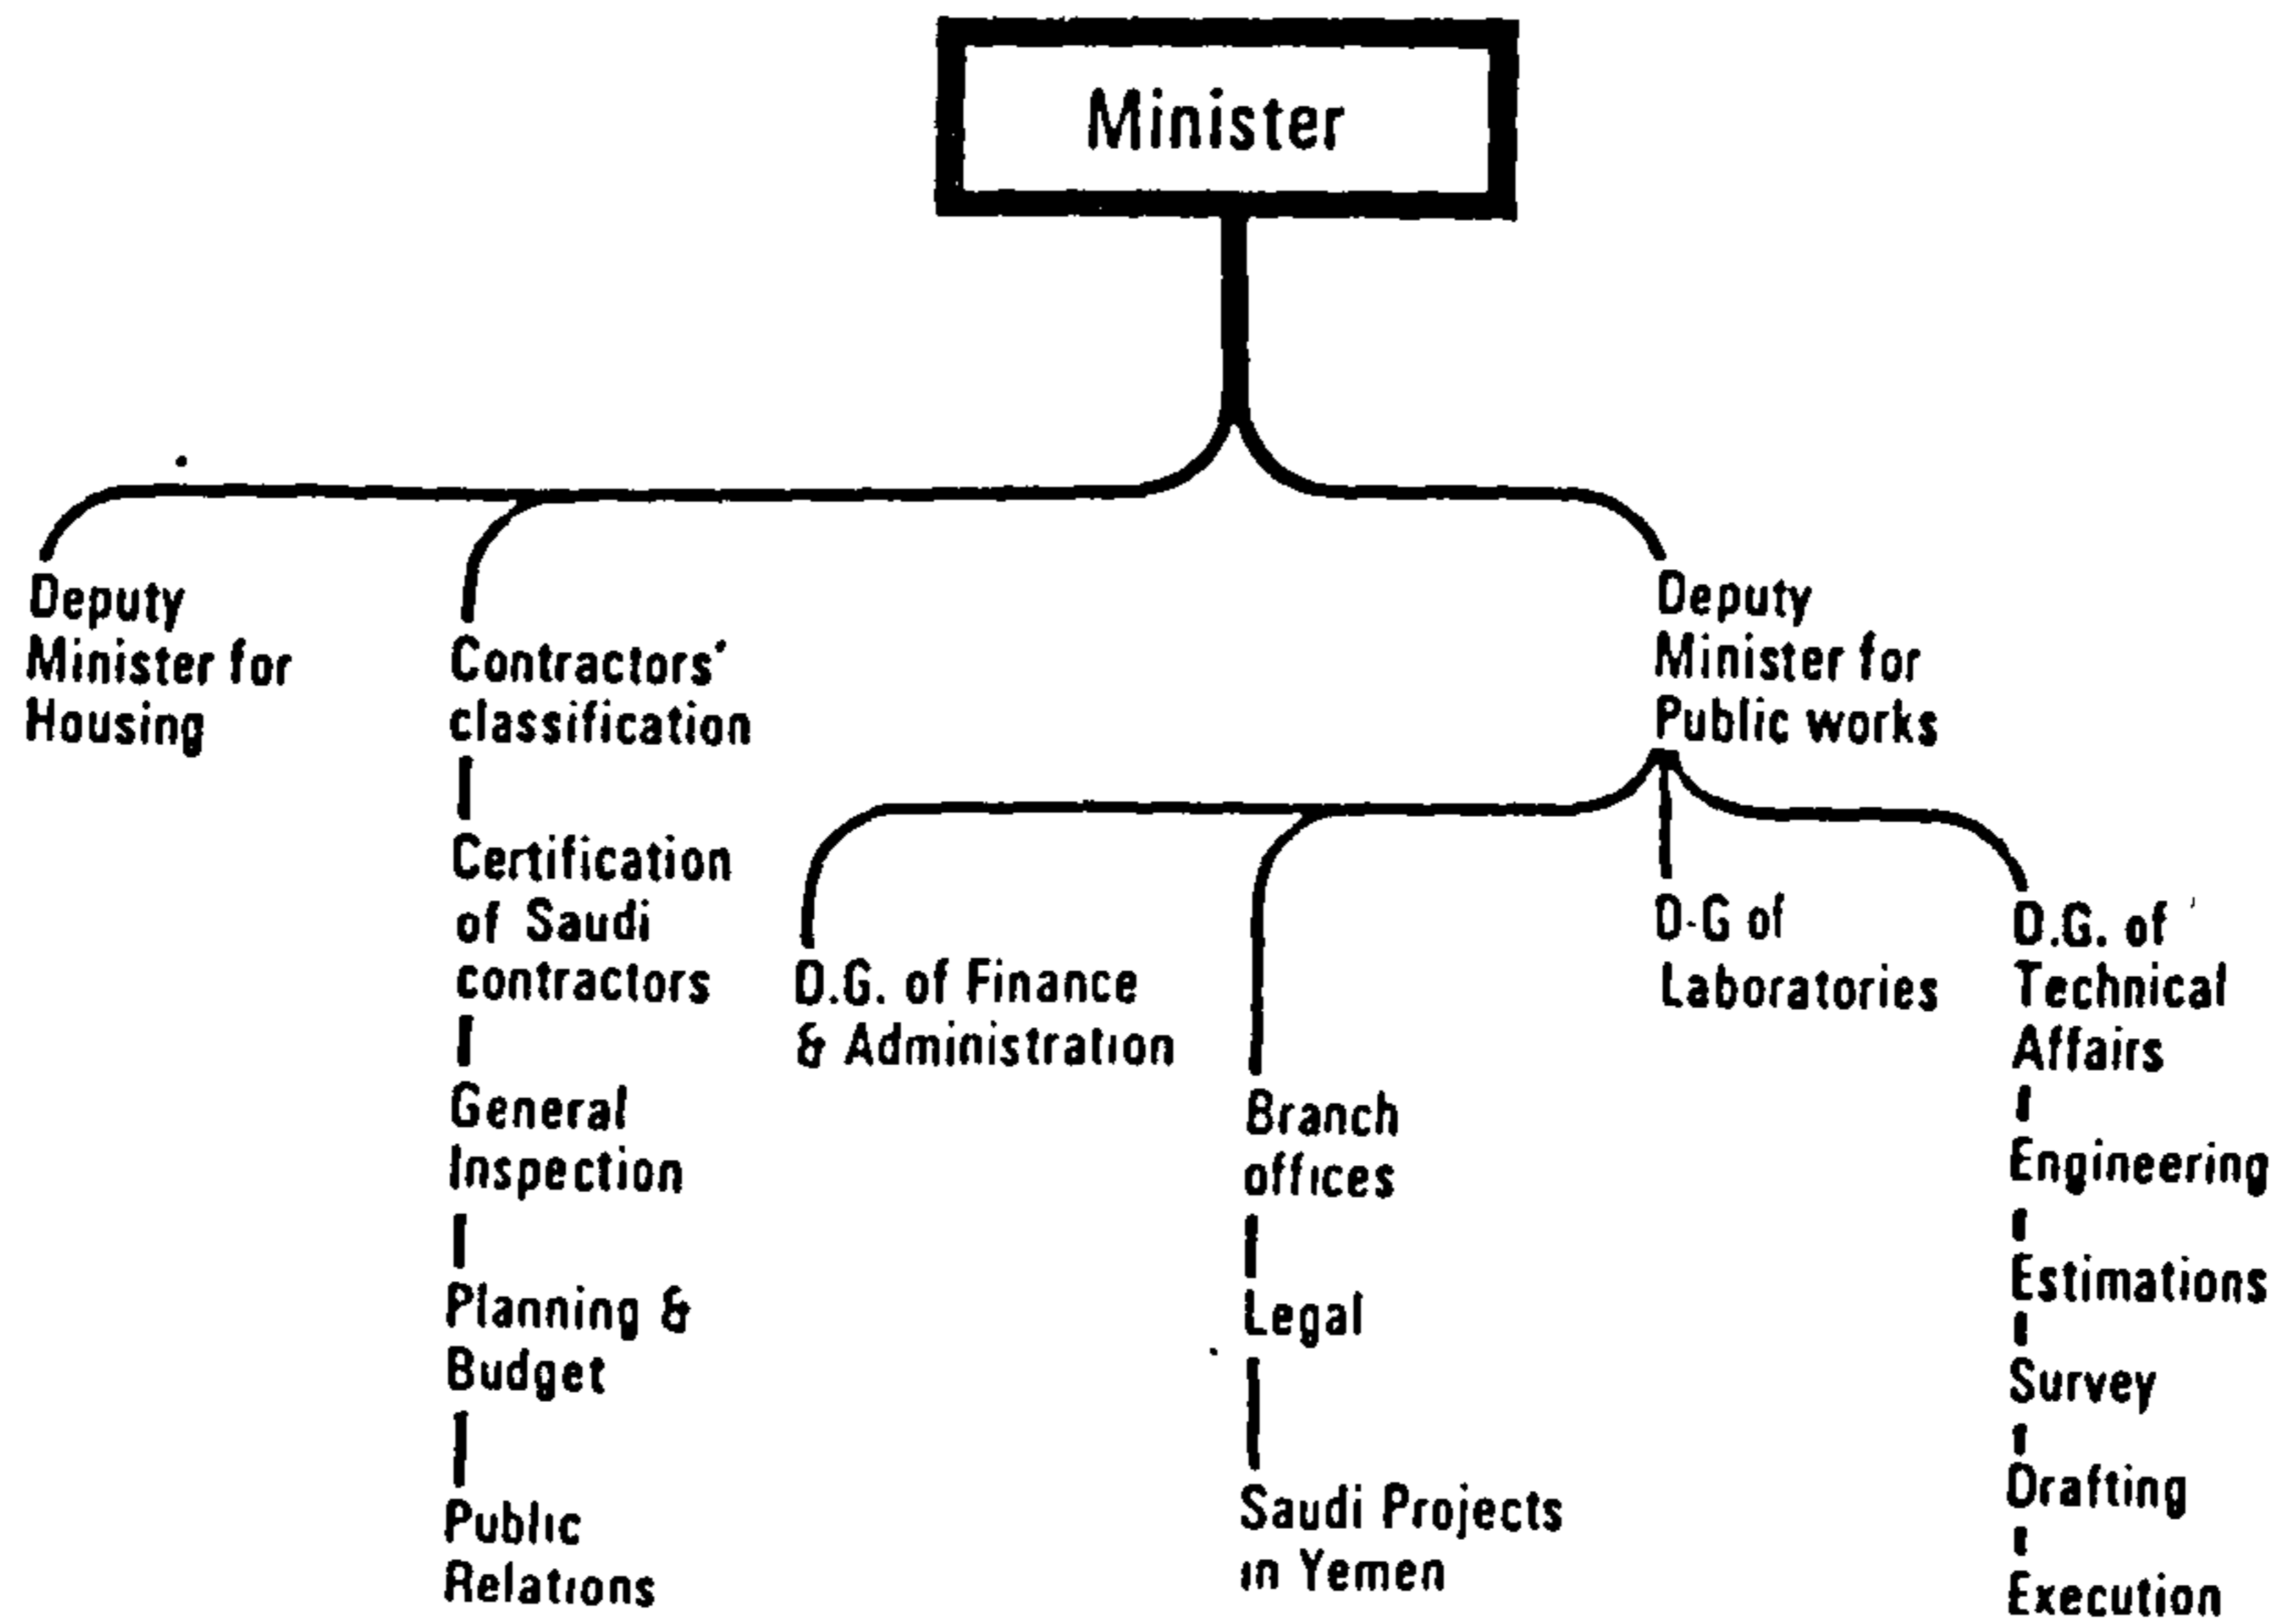 Minister
Deputy
Minister for
Housing
Contractors'
classification
Certification
of Saudi
contractors
General
Inspection
Planning &
Budget
Public
Relations
Deputy
Minister for
Public works
D.G. of Finance
& Administration
Branch
offices
Legal
Saudi Projects
in Yemen
D-G of
Laboratories
D.G. of
Technical
Affairs
Engineering
Estimations
Survey
Drafting
Execution